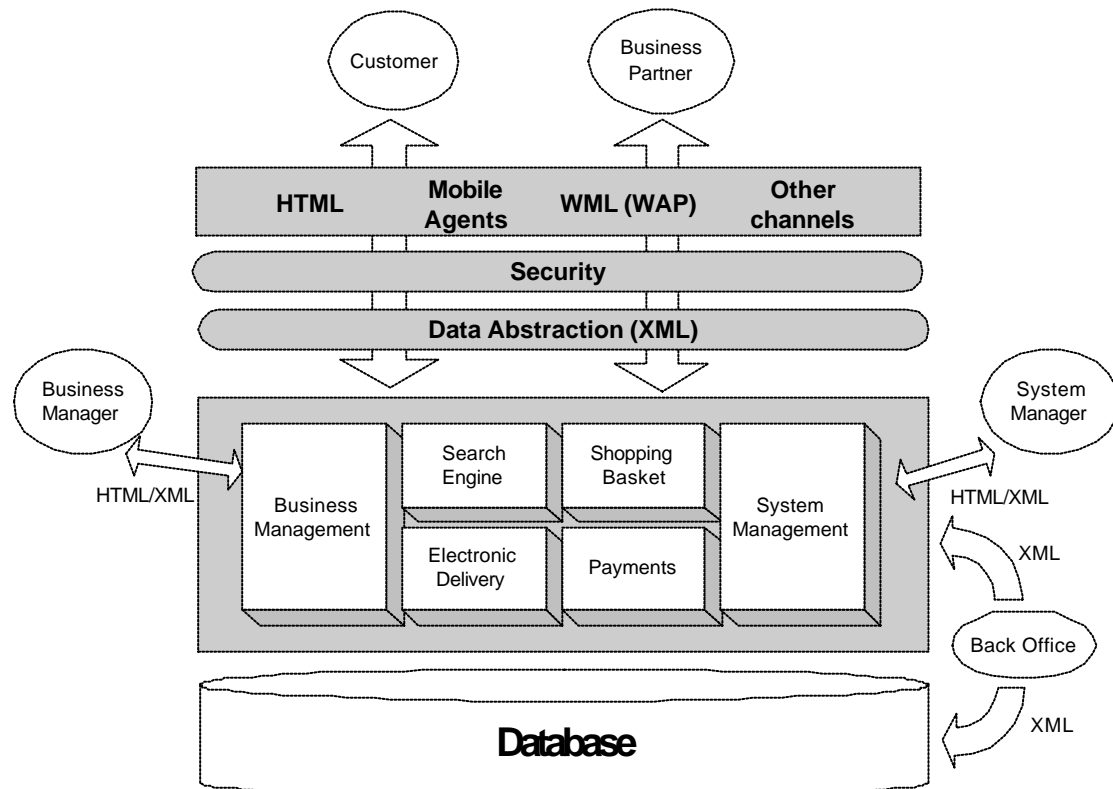 Customer
Business
Partner
HTML
Mobile
Agents
WML (WAP)
Other
channels
Security
Data Abstraction (XML)
Business
Manager
System
Manager
HTML/XML
HTML/XML
Business
Management
Search
Engine
Shopping
Basket
System
Management
Electronic
Delivery
Payments
XML
Back Office
XML
Database